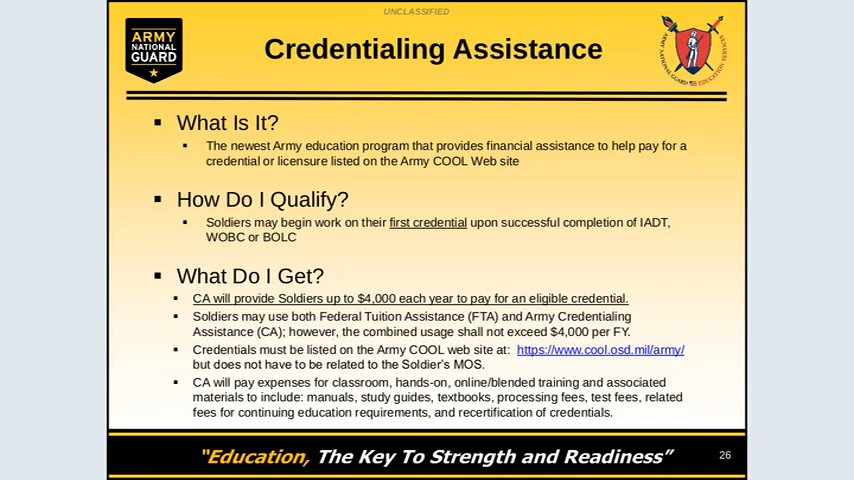 UNCLASSIFIED
ARMY
NATIONAL
GUARD
Credentialing Assistance
ARMY NATIONAL GUARD EDUCATION SERVICES
▪ What Is It?
▪ The newest Army education program that provides financial assistance to help pay for a
credential or licensure listed on the Army COOL Web site
▪ How Do I Qualify?
▪ Soldiers may begin work on their first credential upon successful completion of IADT,
WOBC or BOLC
▪ What Do I Get?
▪ CA will provide Soldiers up to $4,000 each year to pay for an eligible credential.
▪ Soldiers may use both Federal Tuition Assistance (FTA) and Army Credentialing
Assistance (CA); however, the combined usage shall not exceed $4,000 per FY.
▪ Credentials must be listed on the Army COOL web site at: https://www.cool.osd.mil/army/
but does not have to be related to the Soldier's MOS.
▪ CA will pay expenses for classroom, hands-on, online/blended training and associated
materials to include: manuals, study guides, textbooks, processing fees, test fees, related
fees for continuing education requirements, and recertification of credentials.
"Education, The Key To Strength and Readiness"
26